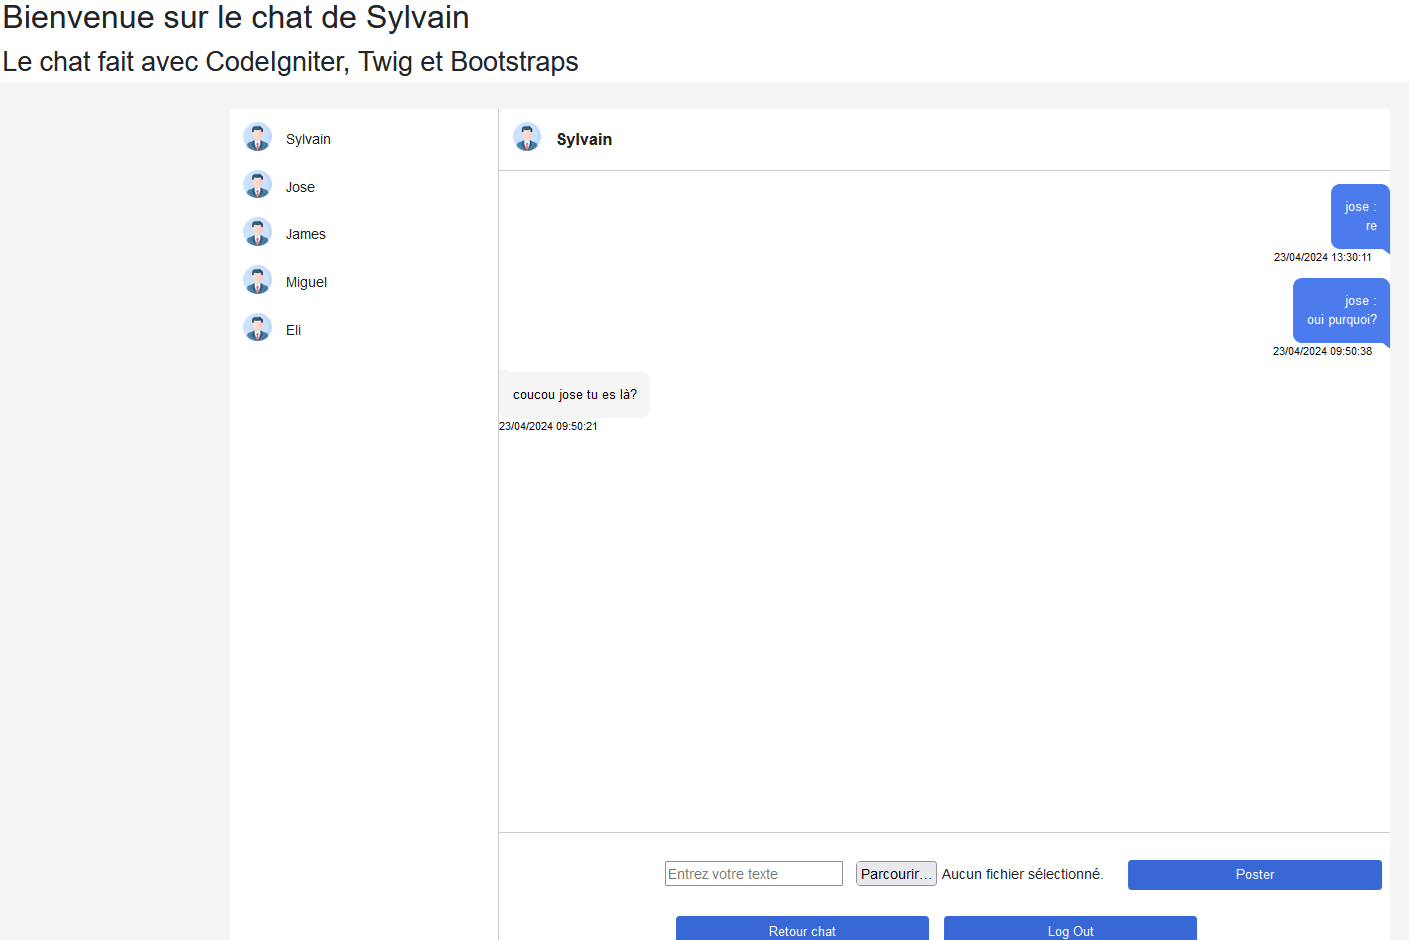 Bienvenue sur le chat de Sylvain
Le chat fait avec CodeIgniter, Twig et Bootstraps
Sylvain
Jose
James
Miguel
Eli
Sylvain
jose :
re
23/04/2024 13:30:11
jose :
oui purquoi?
23/04/2024 09:50:38
coucou jose tu es là?
23/04/2024 09:50:21
Entrez votre texte
Parcourir... Aucun fichier sélectionné.
Poster
Retour chat
Log Out